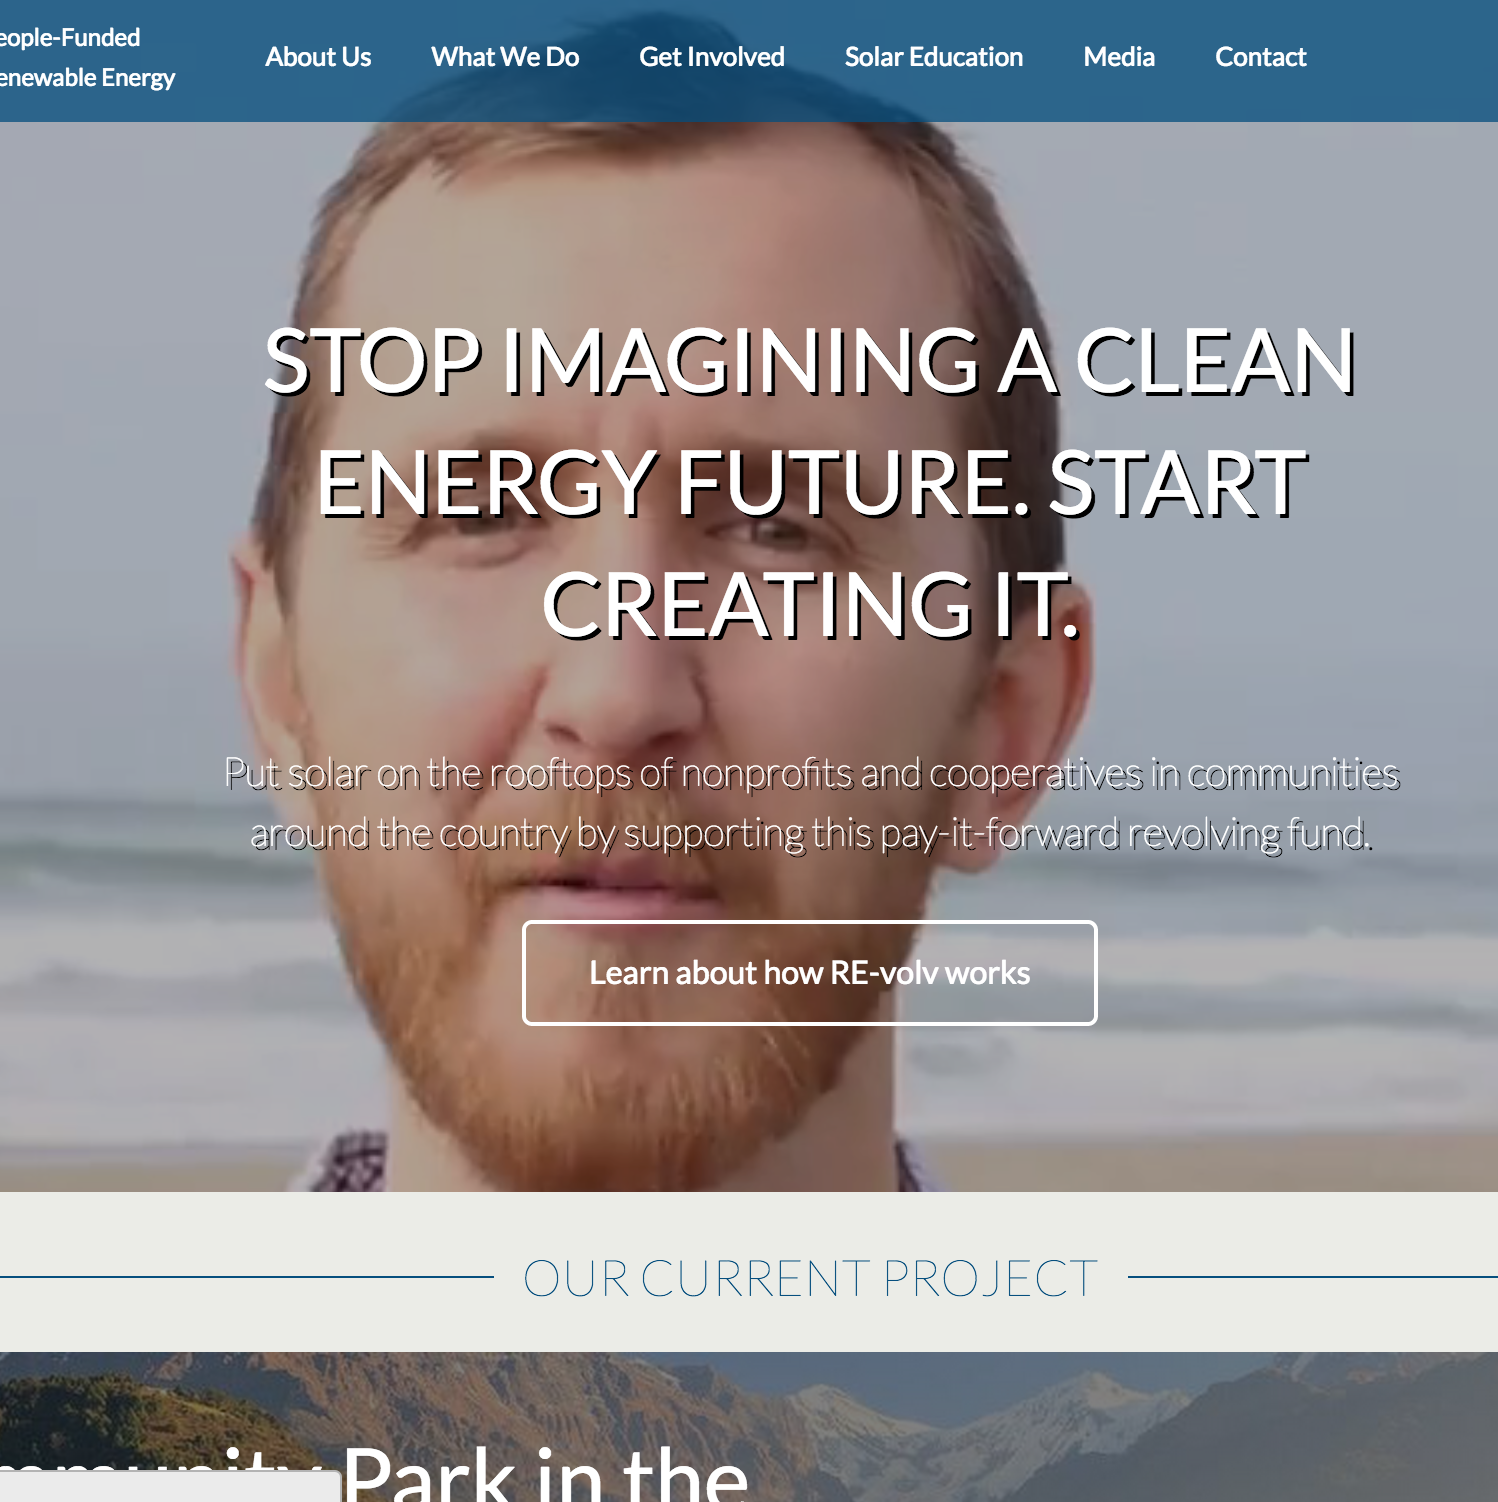 eople-Funded
enewable Energy
About Us What We Do Get Involved Solar Education Media Contact
STOP IMAGINING A CLEAN
ENERGY FUTURE. START
CREATING IT.
Put solar on the rooftops of nonprofits and cooperatives in communities
around the country by supporting this pay-it-forward revolving fund.
Learn about how RE-volv works
OUR CURRENT PROJECT
Park in the